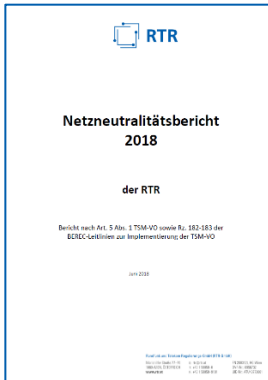 RTR
Netzneutralitätsbericht
2018
der RTR
Bericht nach Art. 5 Abs. 1 TSM-VO sowie Rz. 182-183 der
BEREC-Leitlinien zur Implementierung der TSM-VO
Juni 2018